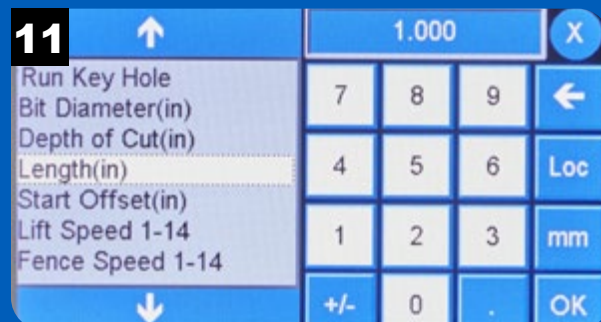 11
1.000
X
Run Key Hole
Bit Diameter(in)
Depth of Cut(in)
Length(in)
Start Offset(in)
Lift Speed 1-14
Fence Speed 1-14
7 8 9
4 5 6 Loc
1 2 3 mm
+/- 0 . OK